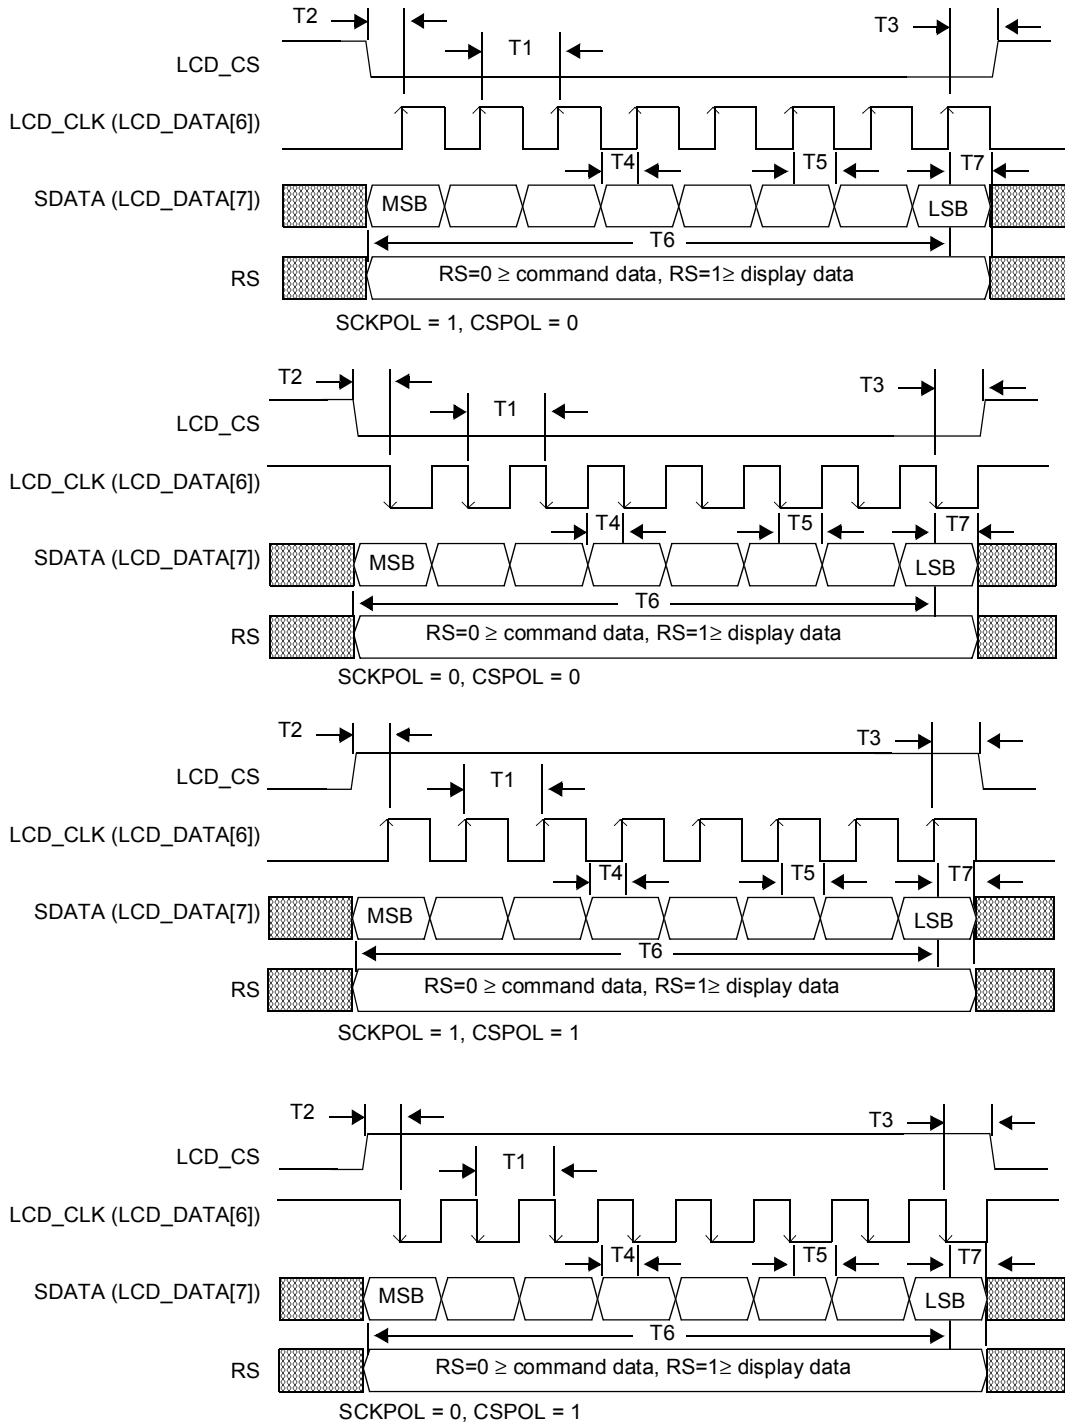 T2
T1
T3
LCD_CS
LCD_CLK (LCD_DATA[6])
T4
T5
T7
SDATA (LCD_DATA[7])
MSB
LSB
T6
RS
RS=0 ≥ command data, RS=1≥ display data
SCKPOL = 1, CSPOL = 0
T2
T1
T3
LCD_CS
LCD_CLK (LCD_DATA[6])
T4
T5
T7
SDATA (LCD_DATA[7])
MSB
LSB
T6
RS
RS=0 ≥ command data, RS=1≥ display data
SCKPOL = 0, CSPOL = 0
T2
T3
LCD_CS
T1
LCD_CLK (LCD_DATA[6])
T4
T5
T7
SDATA (LCD_DATA[7])
MSB
LSB
T6
RS
RS=0 ≥ command data, RS=1≥ display data
SCKPOL = 1, CSPOL = 1
T2
T3
LCD_CS
T1
LCD_CLK (LCD_DATA[6])
T4
T5
T7
SDATA (LCD_DATA[7])
MSB
LSB
T6
RS
RS=0 ≥ command data, RS=1≥ display data
SCKPOL = 0, CSPOL = 1